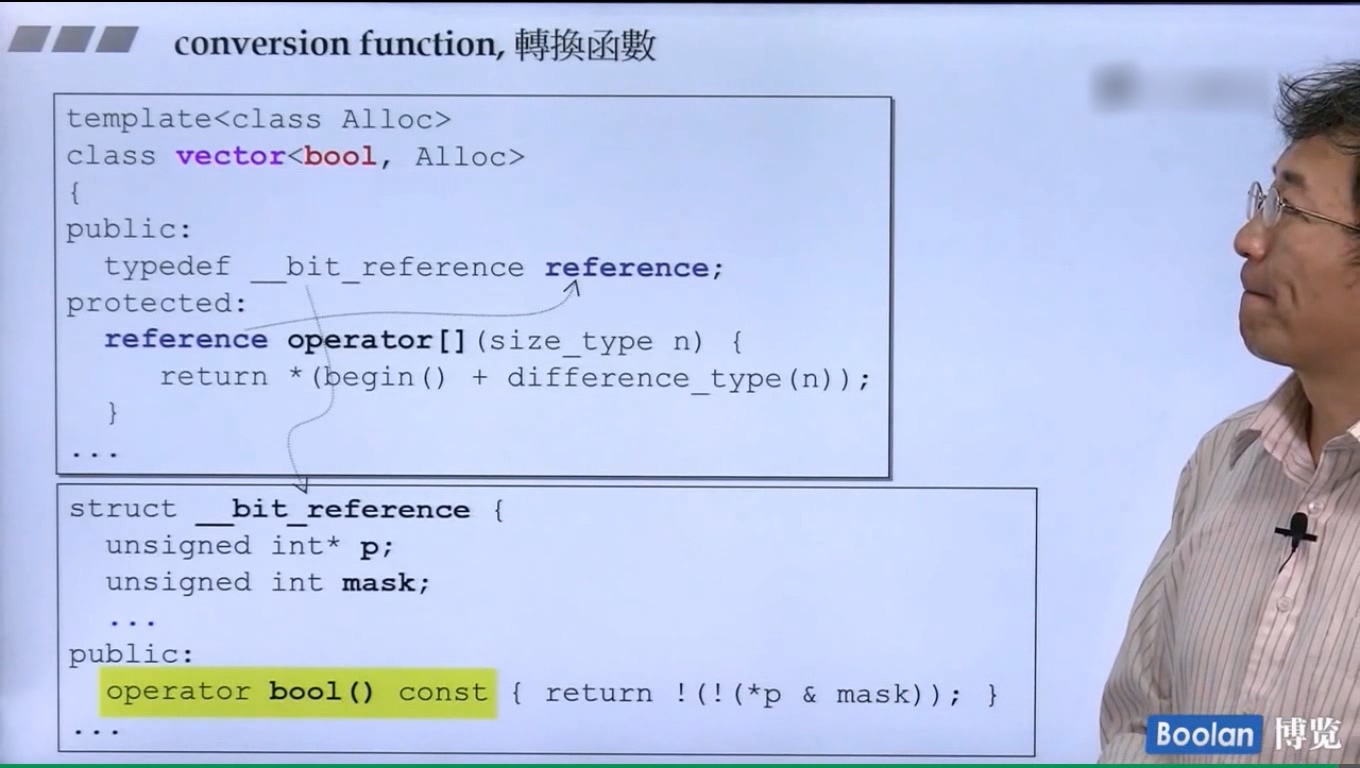 conversion function, 轉換函數
template<class Alloc>
class vector<bool, Alloc>
{
public:
typedef __bit_reference reference;
protected:
reference operator[](size_type n) {
return *(begin() + difference_type(n));
}
...
struct __bit_reference {
unsigned int* p;
unsigned int mask;
...
public:
operator bool() const { return !(!(*p & mask)); }
...
Boolan 博览